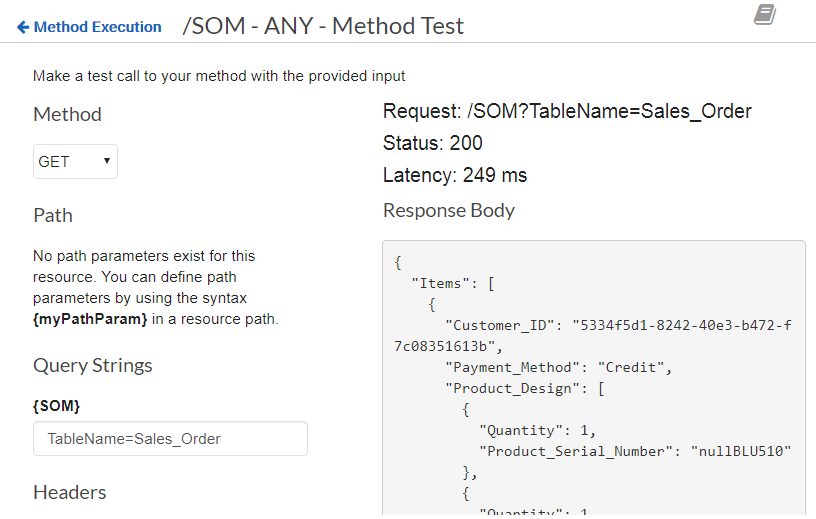 Method Execution /SOM - ANY - Method Test
Make a test call to your method with the provided input
Method
GET
Path
No path parameters exist for this
resource. You can define path
parameters by using the syntax
{myPathParam} in a resource path.
Query Strings
{SOM}
TableName=Sales_Order
Headers
Request: /SOM?TableName=Sales_Order
Status: 200
Latency: 249 ms
Response Body
{
"Items": [
{
"Customer_ID": "5334f5d1-8242-40e3-b472-f
7c08351613b",
"Payment_Method": "Credit",
"Product_Design": [
{
"Quantity": 1,
"Product_Serial_Number": "nullBLU510"
},
{
"Quantity": 1